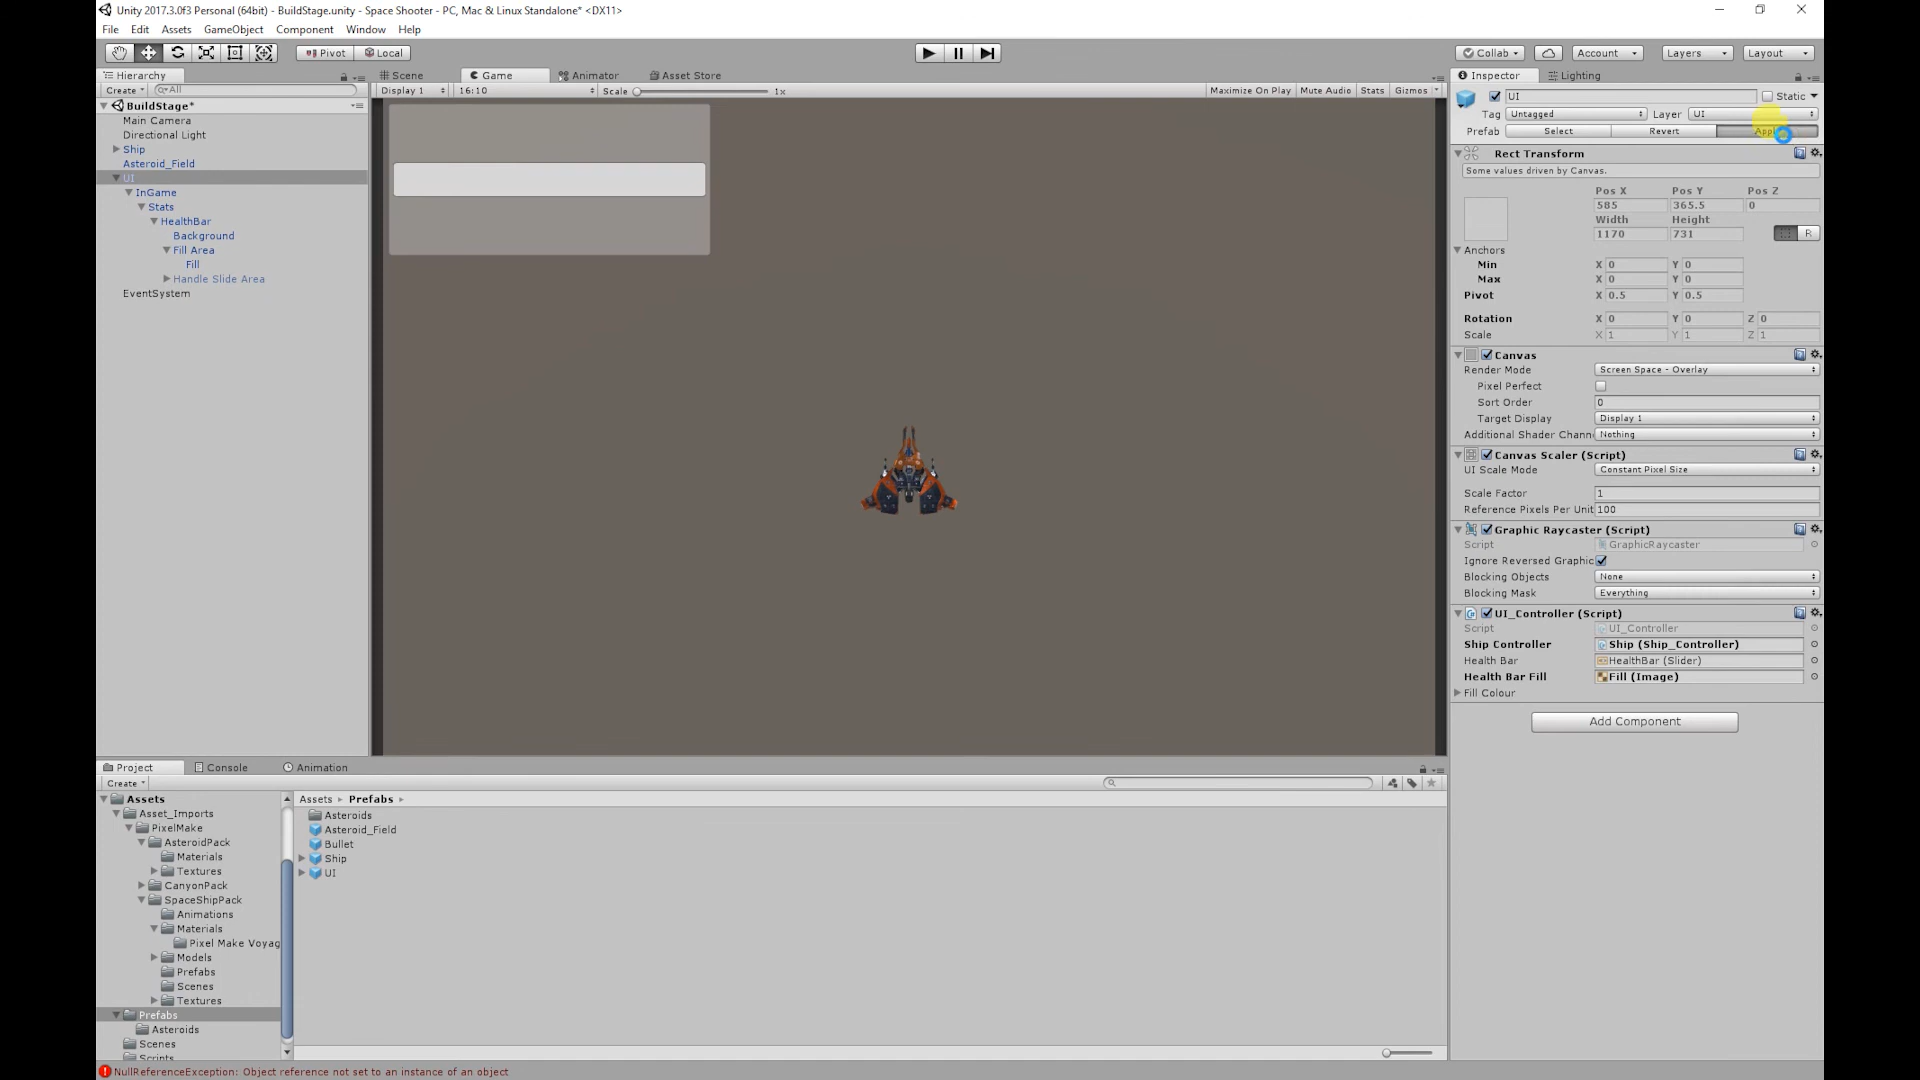 Unity 2017.3.0f3 Personal (64bit) - BuildStage.unity - Space Shooter - PC, Mac & Linux Standalone* <DX11>
File Edit Assets GameObject Component Window Help
Pivot Local
Collab Account Layers Layout
Hierarchy
Create All
BuildStage*
Main Camera
Directional Light
Ship
Asteroid_Field
UI
InGame
Stats
HealthBar
Background
Fill Area
Fill
Handle Slide Area
EventSystem
Scene Game Animator Asset Store
Display 1 16:10 Scale 1x Maximize On Play Mute Audio Stats Gizmos
Inspector Lighting
UI Static
Tag Untagged Layer UI
Prefab Select Revert
Rect Transform
Some values driven by Canvas.
Pos X Pos Y Pos Z
585 365.5 0
Width Height
1170 731 R
Anchors
Min X 0 Y 0
Max X 0 Y 0
Pivot X 0.5 Y 0.5
Rotation X 0 Y 0 Z 0
Scale X 1 Y 1 Z 1
Canvas
Render Mode Screen Space - Overlay
Pixel Perfect
Sort Order 0
Target Display Display 1
Additional Shader Chann Nothing
Canvas Scaler (Script)
UI Scale Mode Constant Pixel Size
Scale Factor 1
Reference Pixels Per Unit 100
Graphic Raycaster (Script)
Script GraphicRaycaster
Ignore Reversed Graphic
Blocking Objects None
Blocking Mask Everything
UI_Controller (Script)
Script UI_Controller
Ship Controller Ship (Ship_Controller)
Health Bar HealthBar (Slider)
Health Bar Fill Fill (Image)
Fill Colour
Add Component
Project Console Animation
Create
Assets
Asset_Imports
PixelMake
AsteroidPack
Materials
Textures
CanyonPack
SpaceShipPack
Animations
Materials
Pixel Make Voyag
Models
Prefabs
Scenes
Textures
Prefabs
Asteroids
Scenes
Scripts
Assets Prefabs
Asteroids
Asteroid_Field
Bullet
Ship
UI
NullReferenceException: Object reference not set to an instance of an object